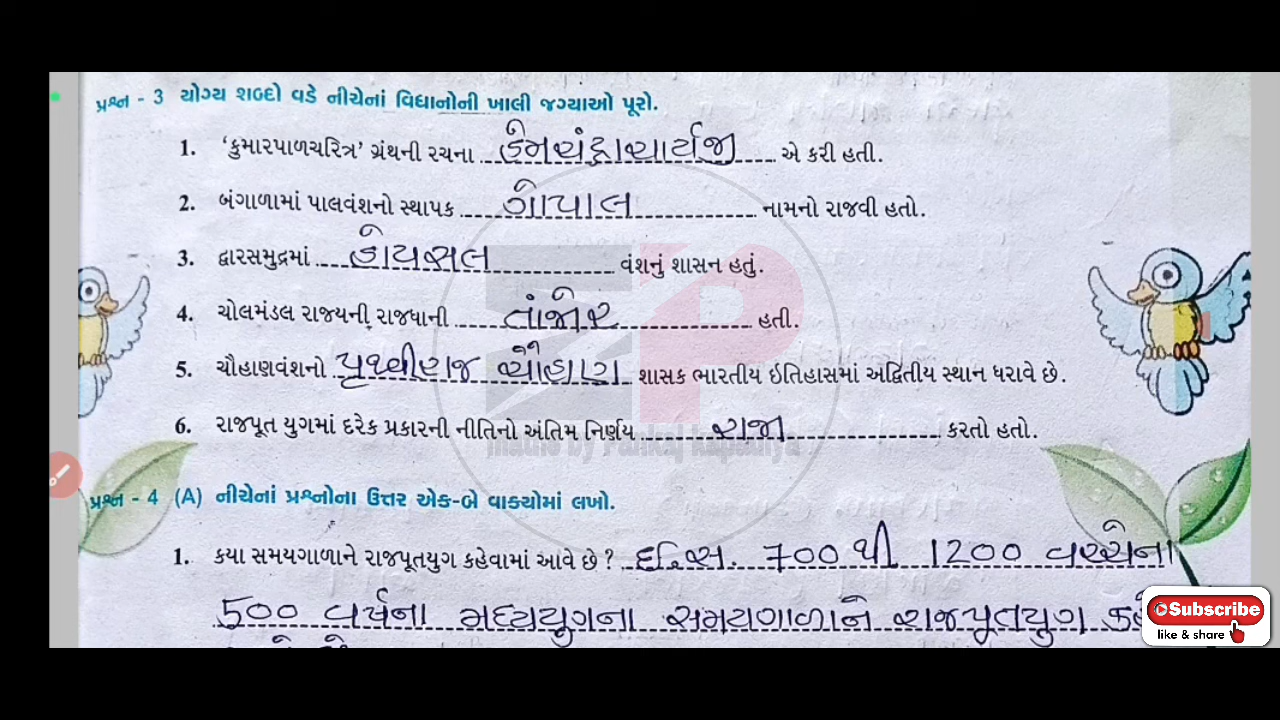 પ્રશ્ન - 3 યોગ્ય શબ્દો વડે નીચેનાં વિધાનોની ખાલી જગ્યાઓ પૂરો.
1. 'કુમારપાળચરિત્ર' ગ્રંથની રચના હેમચંદ્રાચાર્યજી એ કરી હતી.
2. બંગાળામાં પાલવંશનો સ્થાપક ગોપાલ નામનો રાજવી હતો.
3. દ્વારસમુદ્રમાં હોયસલ વંશનું શાસન હતું.
4. ચોલમંડલ રાજ્યની રાજધાની તાંજોર હતી.
5. ચૌહાણવંશનો પૃથ્વીરાજ ચૌહાણ શાસક ભારતીય ઇતિહાસમાં અદ્વિતીય સ્થાન ધરાવે છે.
6. રાજપૂત યુગમાં દરેક પ્રકારની નીતિનો અંતિમ નિર્ણય રાજા કરતો હતો.
made by Pankaj kapadiya
પ્રશ્ન - 4 (A) નીચેનાં પ્રશ્નોના ઉત્તર એક-બે વાક્યોમાં લખો.
1. કયા સમયગાળાને રાજપૂતયુગ કહેવામાં આવે છે ? ઈ.સ. 700 થી 1200 વચ્ચેના
500 વર્ષના મધ્યયુગના સમયગાળાને રાજપૂતયુગ
Subscribe
like & share